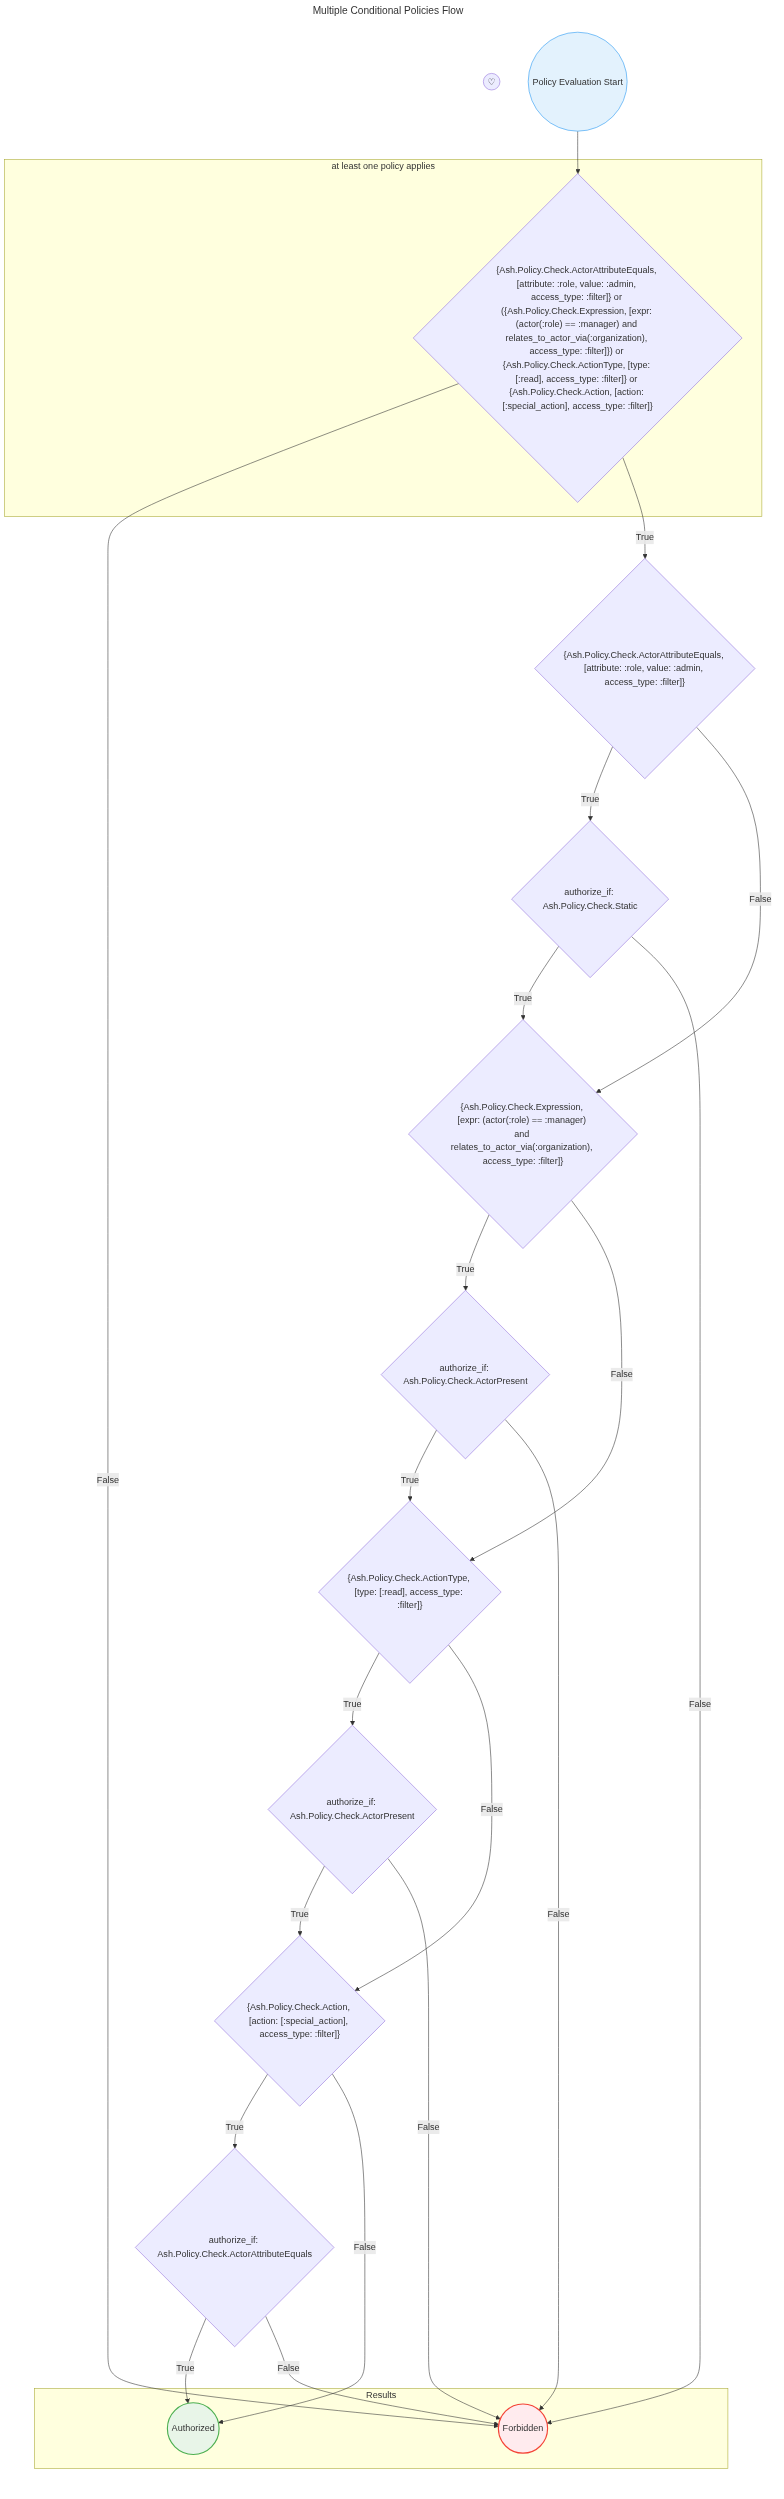 Multiple Conditional Policies Flow
♡
Policy Evaluation Start
at least one policy applies
{Ash.Policy.Check.ActorAttributeEquals,
[attribute: :role, value: :admin,
access_type: :filter]} or
({Ash.Policy.Check.Expression, [expr:
(actor(:role) == :manager) and
relates_to_actor_via(:organization),
access_type: :filter]}) or
{Ash.Policy.Check.ActionType, [type:
[:read], access_type: :filter]} or
{Ash.Policy.Check.Action, [action:
[:special_action], access_type: :filter]}
True
{Ash.Policy.Check.ActorAttributeEquals,
[attribute: :role, value: :admin,
access_type: :filter]}
True
authorize_if:
Ash.Policy.Check.Static
False
True
{Ash.Policy.Check.Expression,
[expr: (actor(:role) == :manager)
and
relates_to_actor_via(:organization),
access_type: :filter]}
True
authorize_if:
Ash.Policy.Check.ActorPresent
False
False
True
{Ash.Policy.Check.ActionType,
[type: [:read], access_type:
:filter]}
True
False
authorize_if:
Ash.Policy.Check.ActorPresent
False
True
False
{Ash.Policy.Check.Action,
[action: [:special_action],
access_type: :filter]}
True
False
authorize_if:
Ash.Policy.Check.ActorAttributeEquals
False
True
False
Results
Authorized
Forbidden